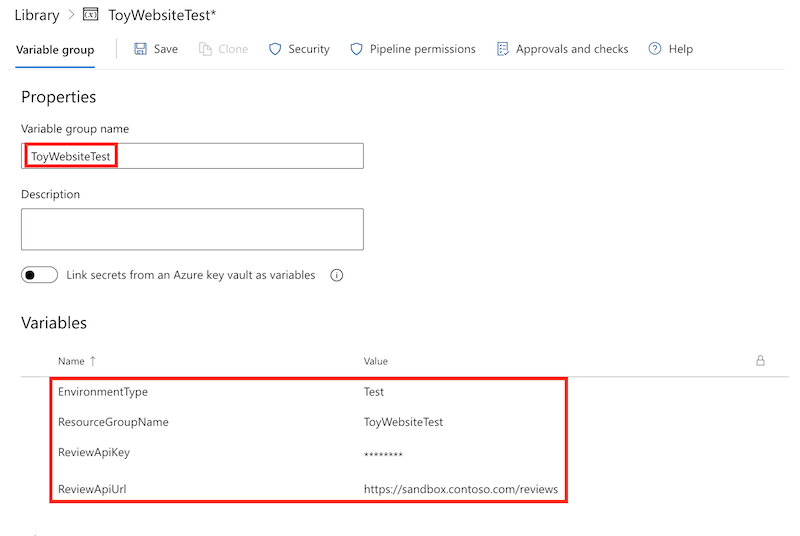 Library > ToyWebsiteTest*
Variable group Save Clone Security Pipeline permissions Approvals and checks Help
Properties
Variable group name
ToyWebsiteTest
Description
Link secrets from an Azure key vault as variables
Variables
Name ↑ Value
EnvironmentType Test
ResourceGroupName ToyWebsiteTest
ReviewApiKey ********
ReviewApiUrl https://sandbox.contoso.com/reviews